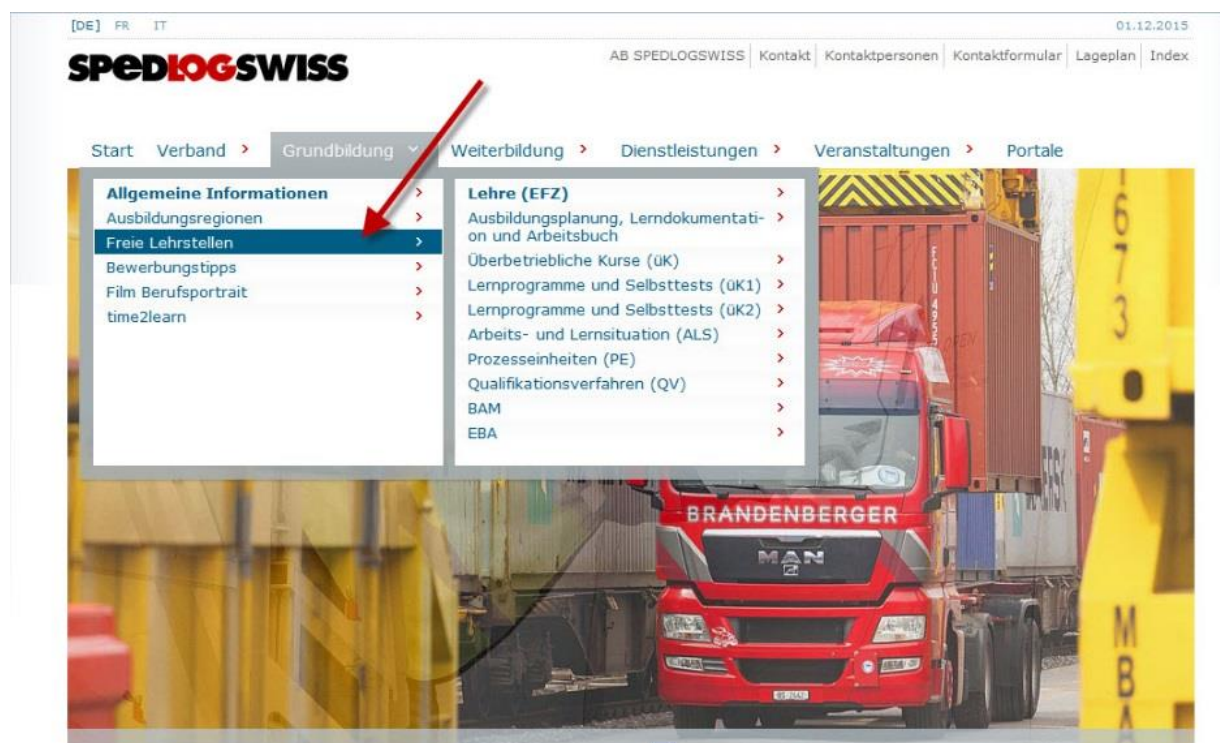 [DE] FR IT
01.12.2015
SPEDLOGSWISS
AB SPEDLOGSWISS Kontakt Kontaktpersonen Kontaktformular Lageplan Index
Start Verband Grundbildung Weiterbildung Dienstleistungen Veranstaltungen Portale
Allgemeine Informationen
Ausbildungsregionen
Freie Lehrstellen
Bewerbungstipps
Film Berufsportrait
time2learn
Lehre (EFZ)
Ausbildungsplanung, Lerndokumentati-
on und Arbeitsbuch
Überbetriebliche Kurse (üK)
Lernprogramme und Selbsttests (üK1)
Lernprogramme und Selbsttests (üK2)
Arbeits- und Lernsituation (ALS)
Prozesseinheiten (PE)
Qualifikationsverfahren (QV)
BAM
EBA
6
7
3
BRANDENBERGER
MAN
M
B